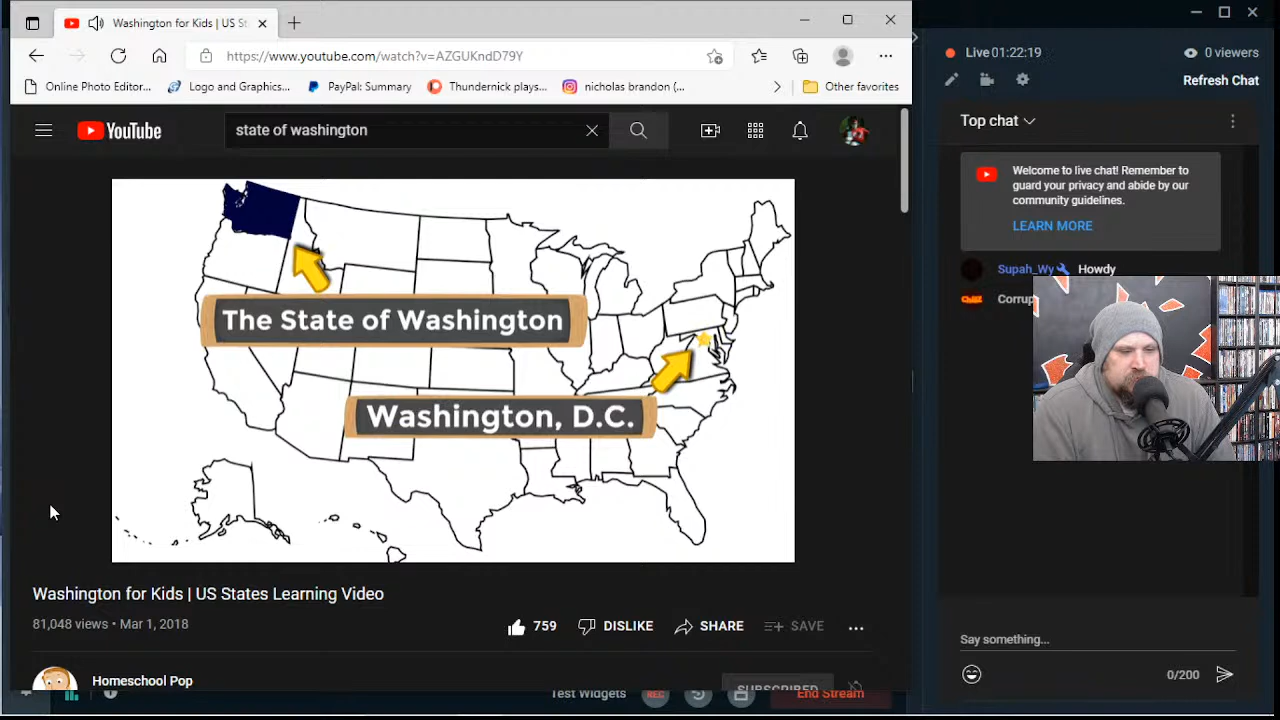 Washington for Kids | US St
https://www.youtube.com/watch?v=AZGUKndD79Y
Online Photo Editor...
Logo and Graphics...
PayPal: Summary
Thundernick plays...
nicholas brandon (...
Other favorites
YouTube
state of washington
The State of Washington
Washington, D.C.
Washington for Kids | US States Learning Video
81,048 views • Mar 1, 2018
759
DISLIKE
SHARE
SAVE
Homeschool Pop
SUBSCRIBED
Test Widgets
REC
End Stream
Live 01:22:19
0 viewers
Refresh Chat
Top chat
Welcome to live chat! Remember to
guard your privacy and abide by our
community guidelines.
LEARN MORE
Supah_Wy Howdy
Corrup
Say something...
0/200